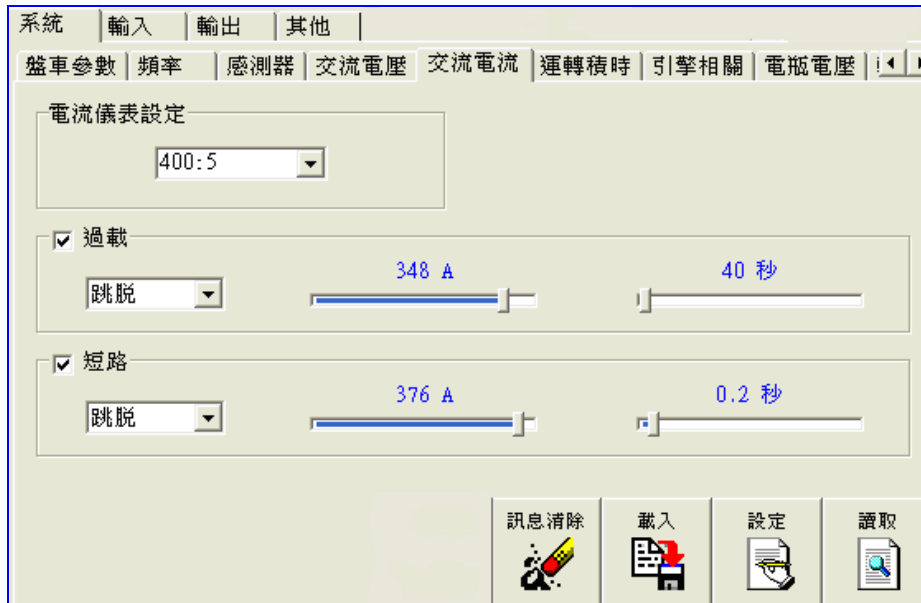 系統 輸入 輸出 其他
盤車參數 頻率 感測器 交流電壓 交流電流 運轉積時 引擎相關 電瓶電壓
電流儀表設定
400:5
過載
跳脱 348 A 40 秒
短路
跳脱 376 A 0.2 秒
訊息清除 載入 設定 讀取